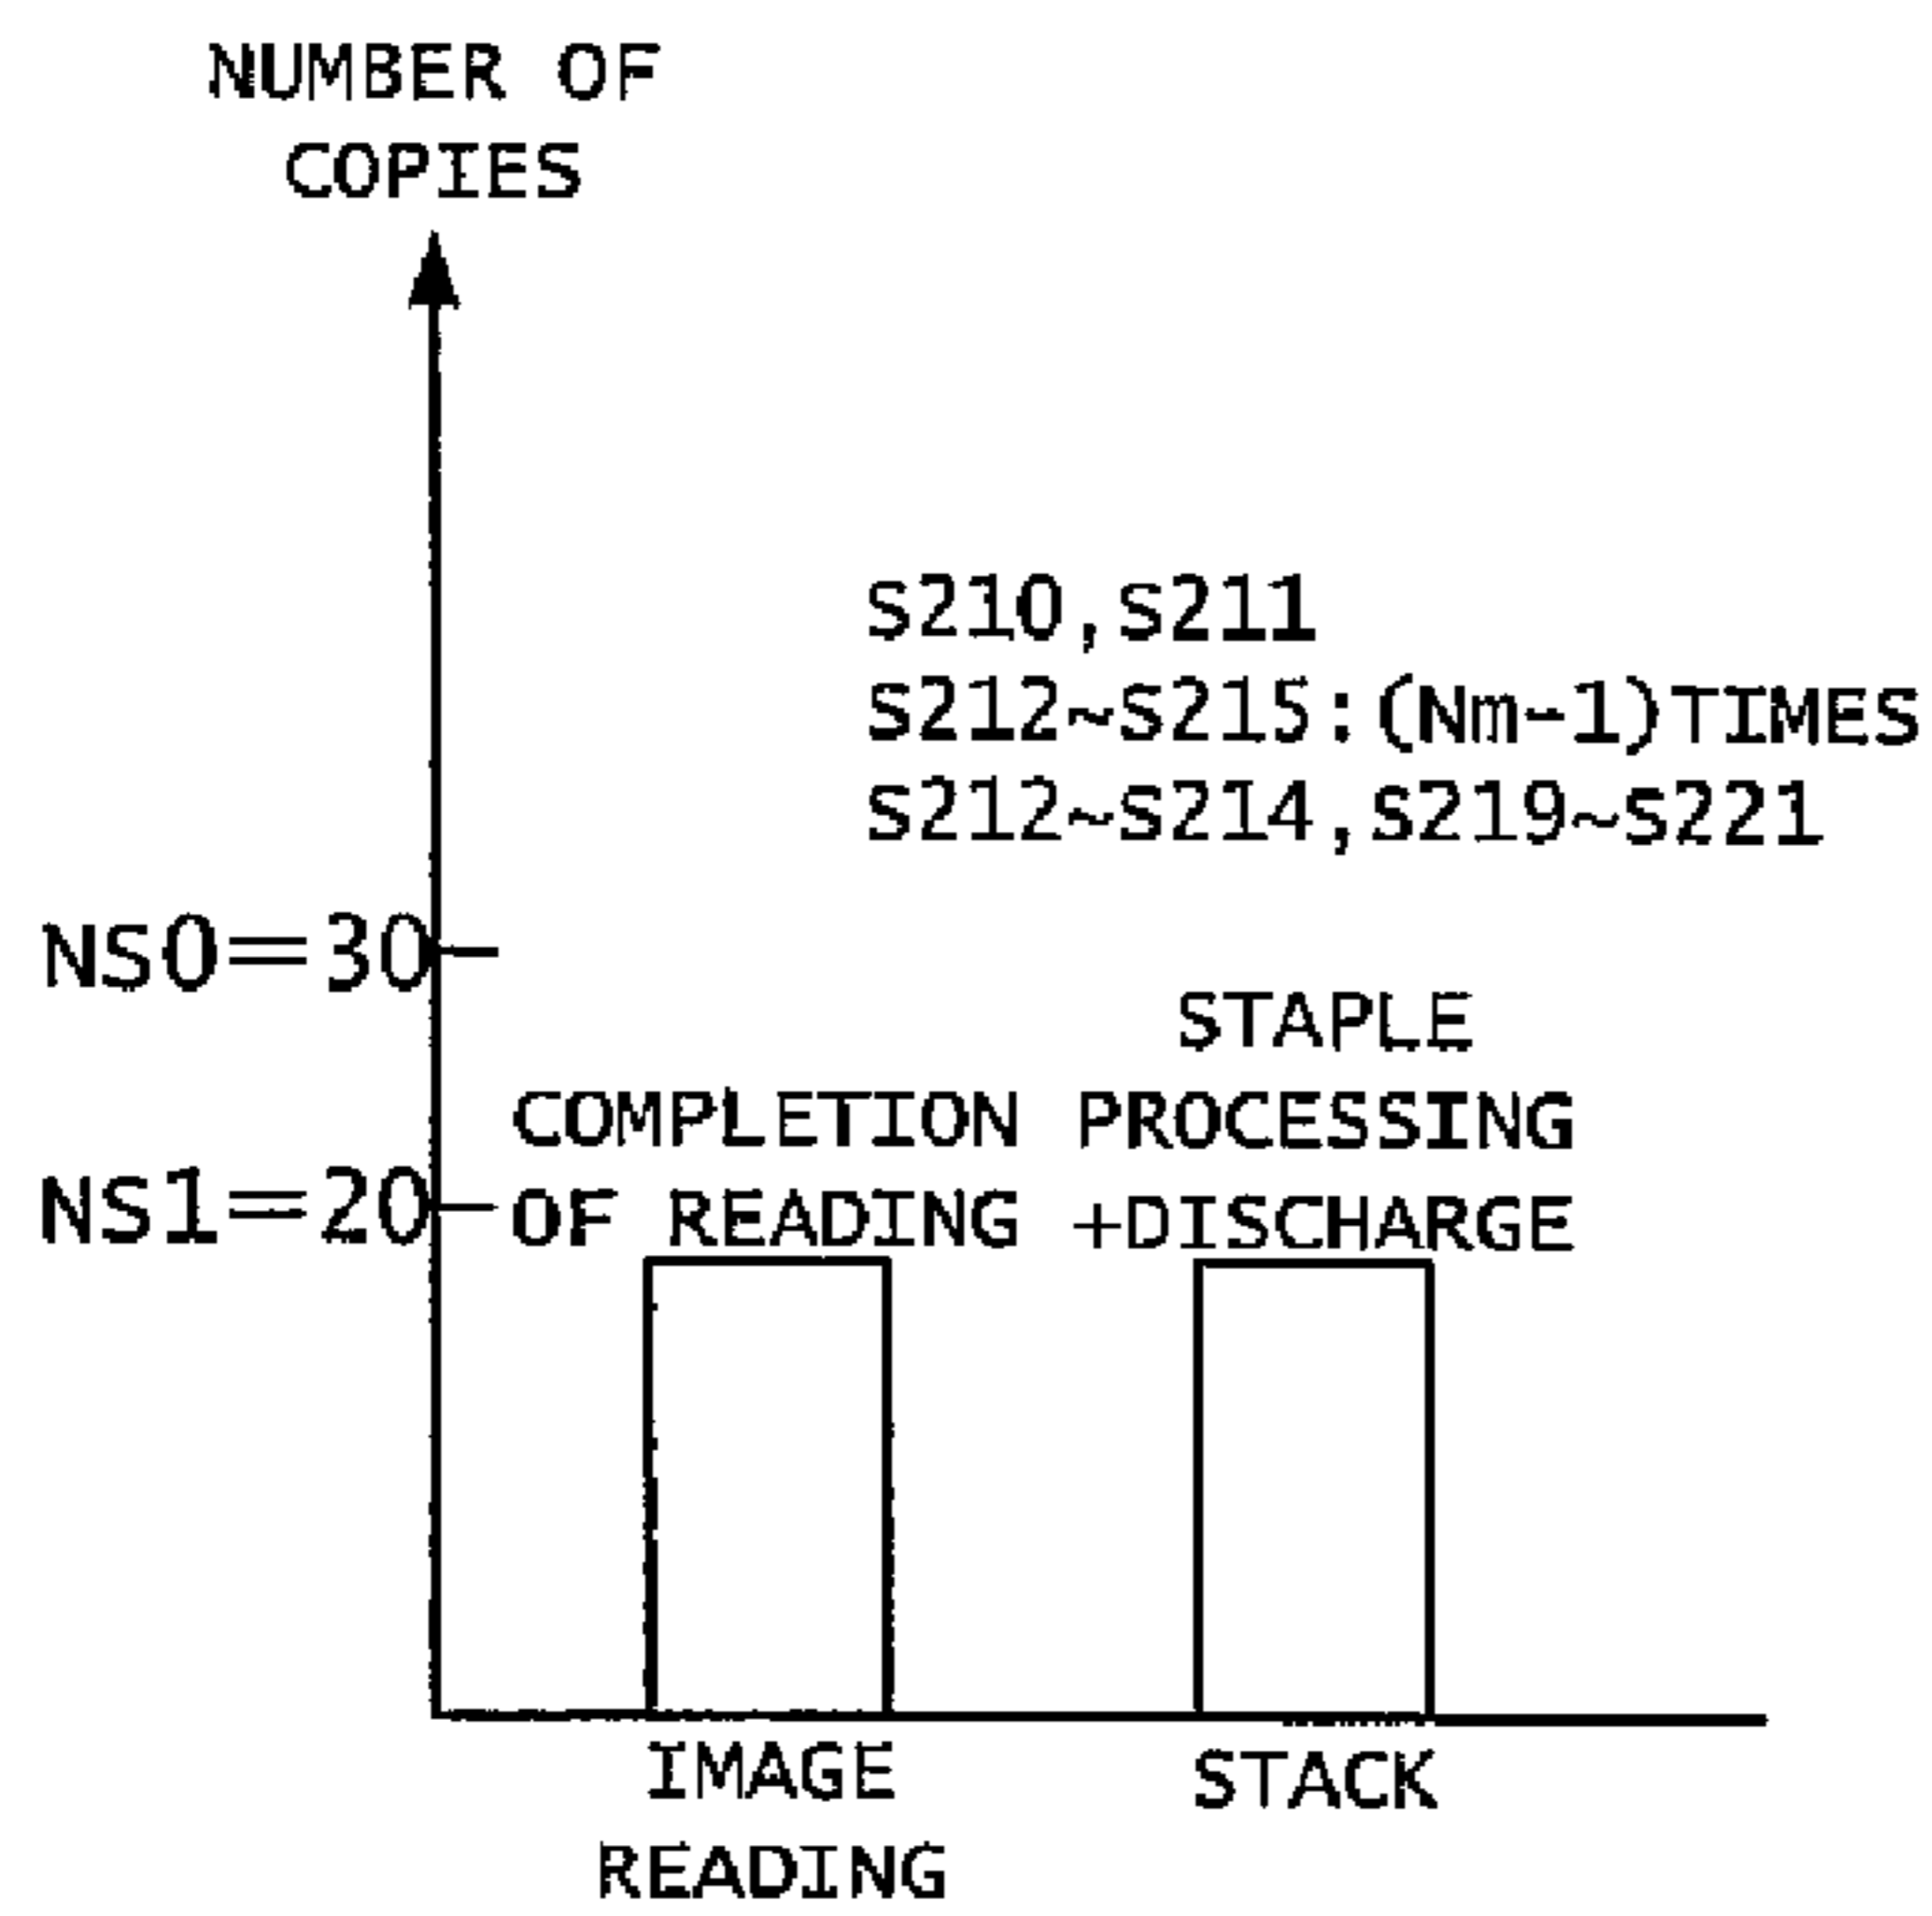 NUMBER OF
COPIES
S210,S211
S212~S215:(Nm-1)TIMES
S212~S214,S219~S221
NS0=30
STAPLE
COMPLETION PROCESSING
NS1=20 OF READING +DISCHARGE
IMAGE STACK
READING